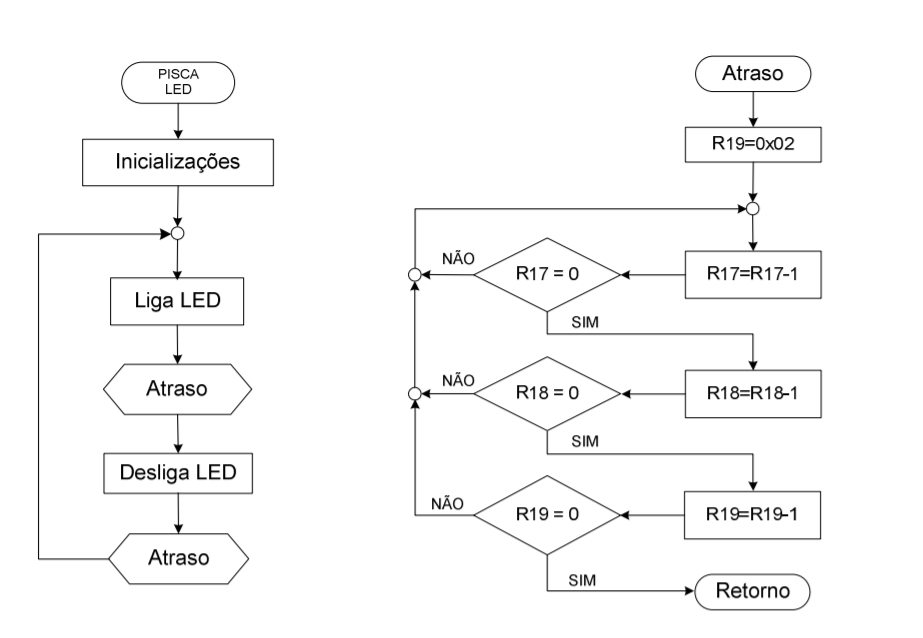 PISCA
LED
Inicializações
Liga LED
Atraso
Desliga LED
Atraso
Atraso
R19=0x02
NÃO
R17 = 0
R17=R17-1
SIM
NÃO
R18 = 0
R18=R18-1
SIM
NÃO
R19 = 0
R19=R19-1
SIM
Retorno